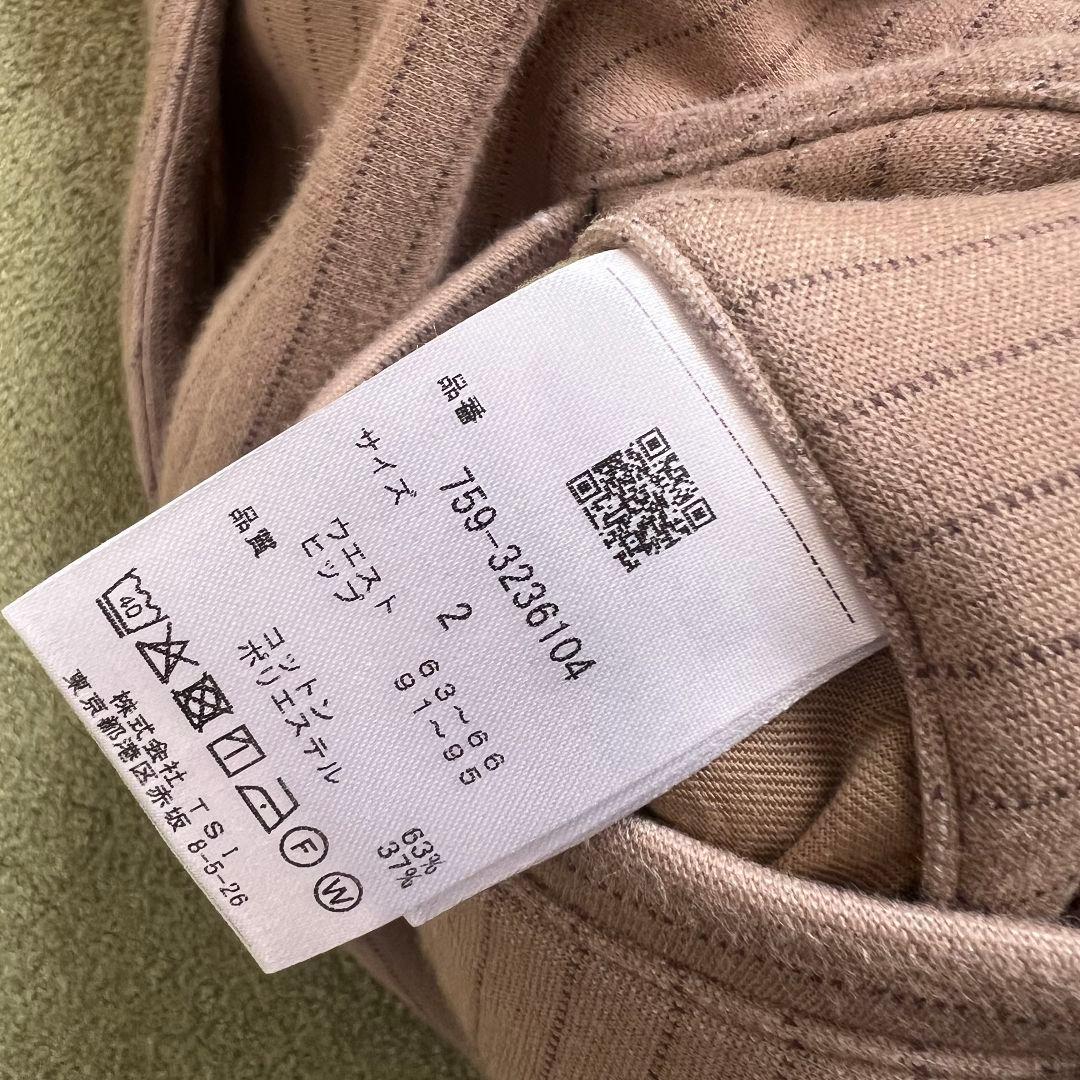 品番 759-3236104
サイズ 2
ウエスト 63～66
ヒップ 91～95
品質
コットン 63%
ポリエステル 37%
40
F W
株式会社 TSI
東京都港区赤坂 8-5-26